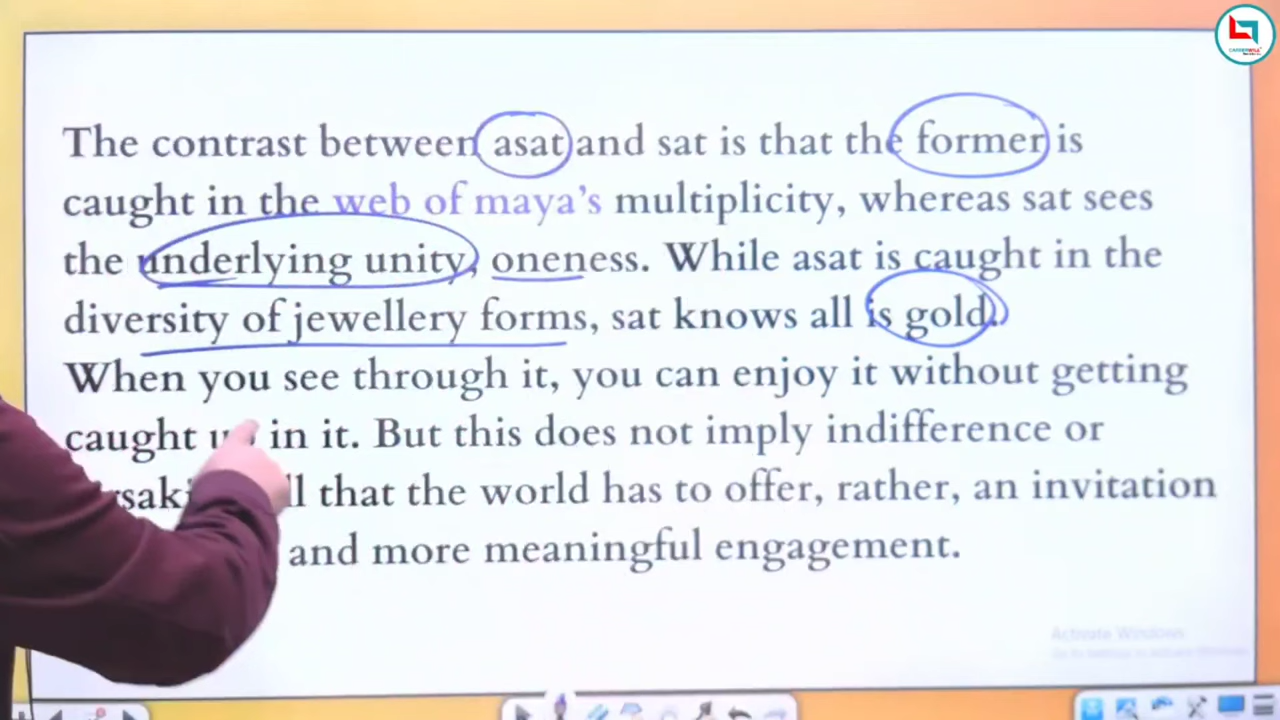 The contrast between asat and sat is that the former is
caught in the web of maya's multiplicity, whereas sat sees
the underlying unity, oneness. While asat is caught in the
diversity of jewellery forms, sat knows all is gold.
When you see through it, you can enjoy it without getting
caught in it. But this does not imply indifference or
that the world has to offer, rather, an invitation
and more meaningful engagement.
Activate Windows